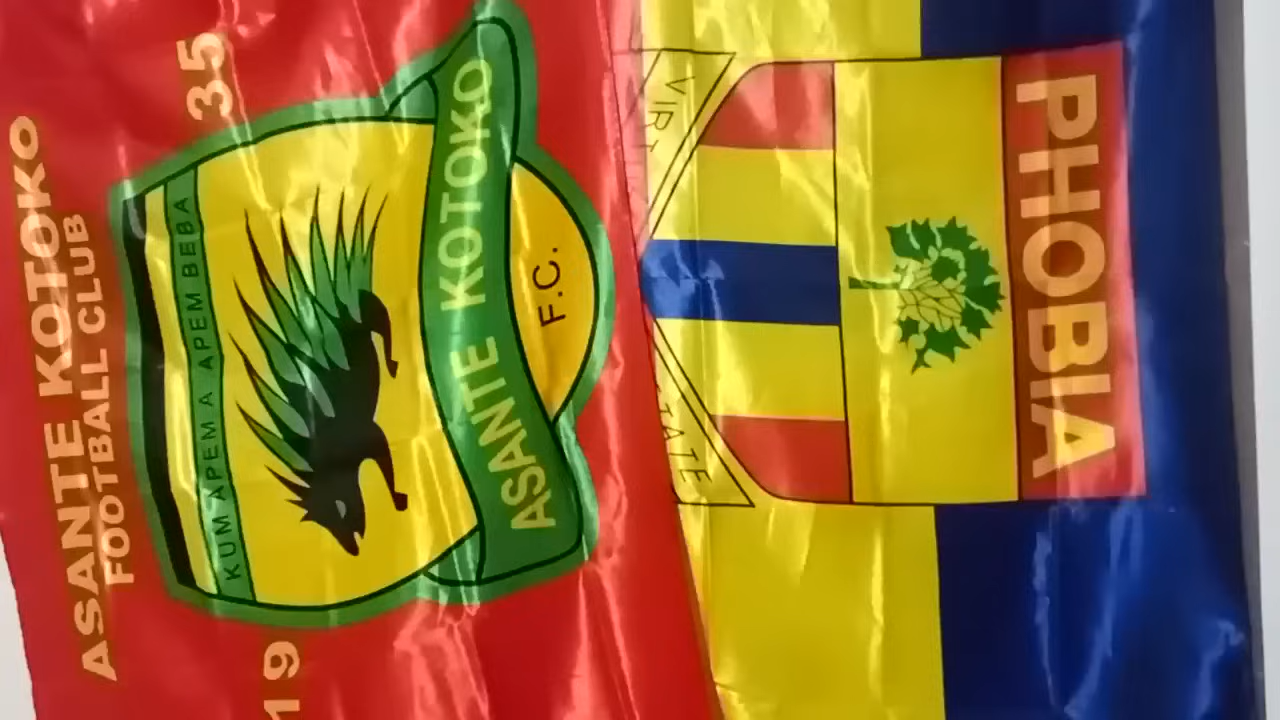 ASANTE KOTOKO
FOOTBALL CLUB
19 35
KUM APEM A APEM BEBA
ASANTE KOTOKO
F.C.
PHOBIA